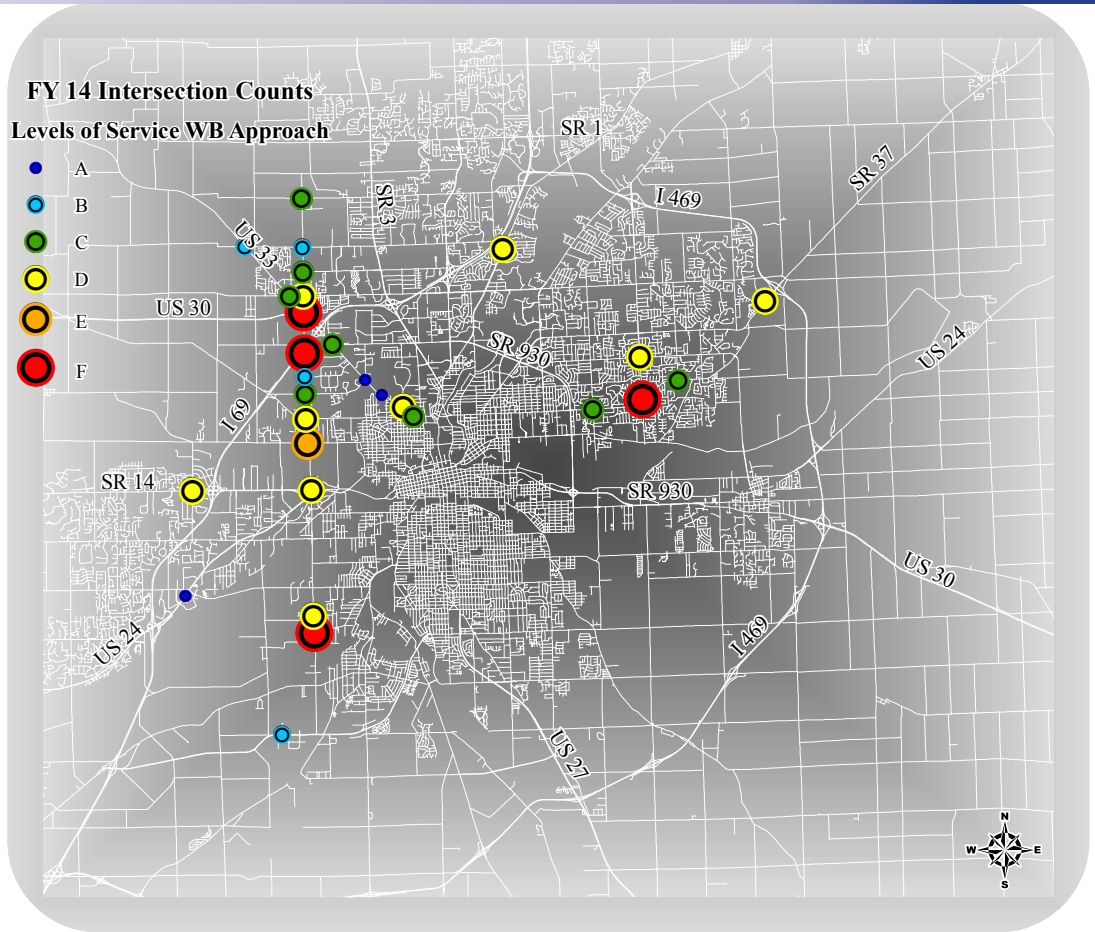 FY 14 Intersection Counts
Levels of Service WB Approach
A
B
C
D
E
F
SR 1
SR 3
I 469
SR 37
US 33
US 30
SR 930
US 24
I 69
SR 14
SR 930
US 30
US 24
I 469
US 27
N
W E
S